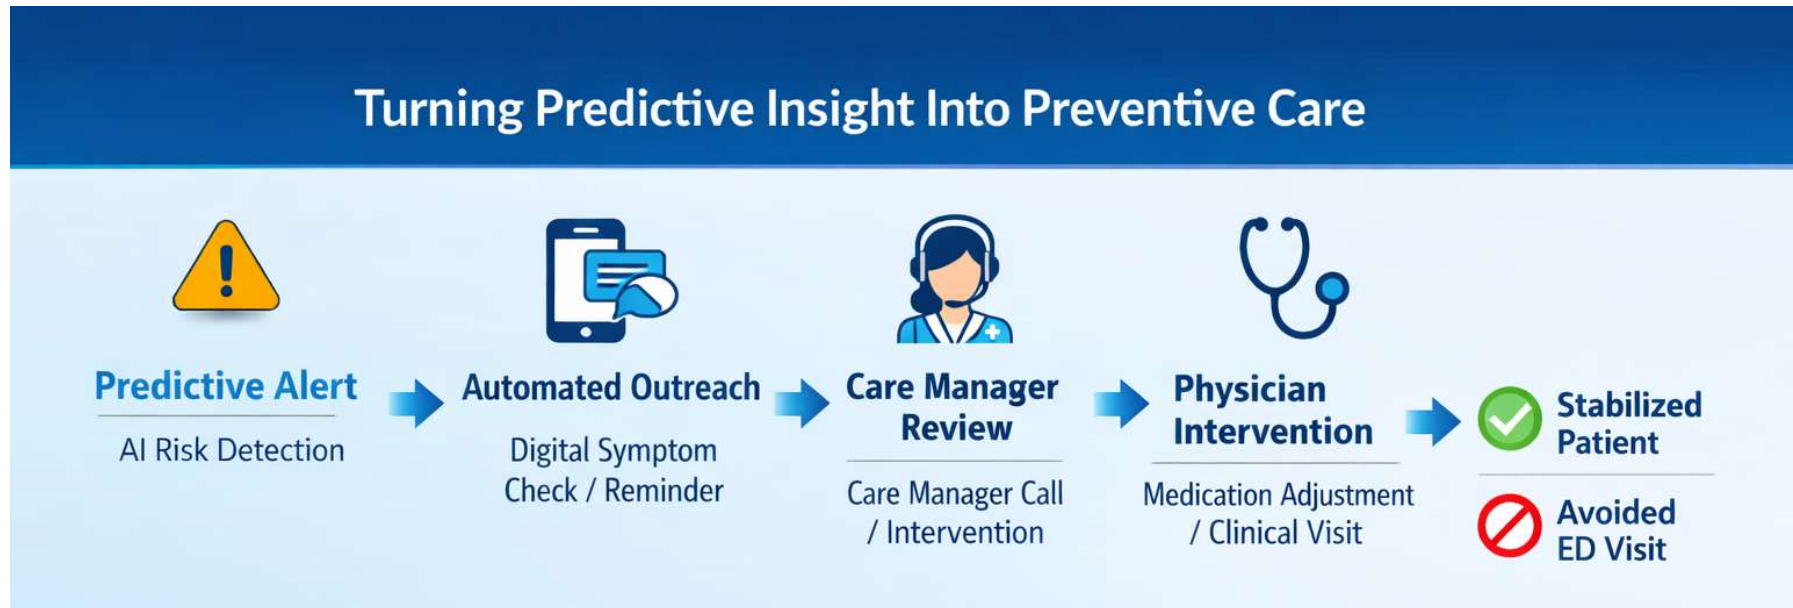 Turning Predictive Insight Into Preventive Care
Predictive Alert
AI Risk Detection
Automated Outreach
Digital Symptom
Check / Reminder
Care Manager
Review
Care Manager Call
/ Intervention
Physician
Intervention
Medication Adjustment
/ Clinical Visit
Stabilized
Patient
Avoided
ED Visit